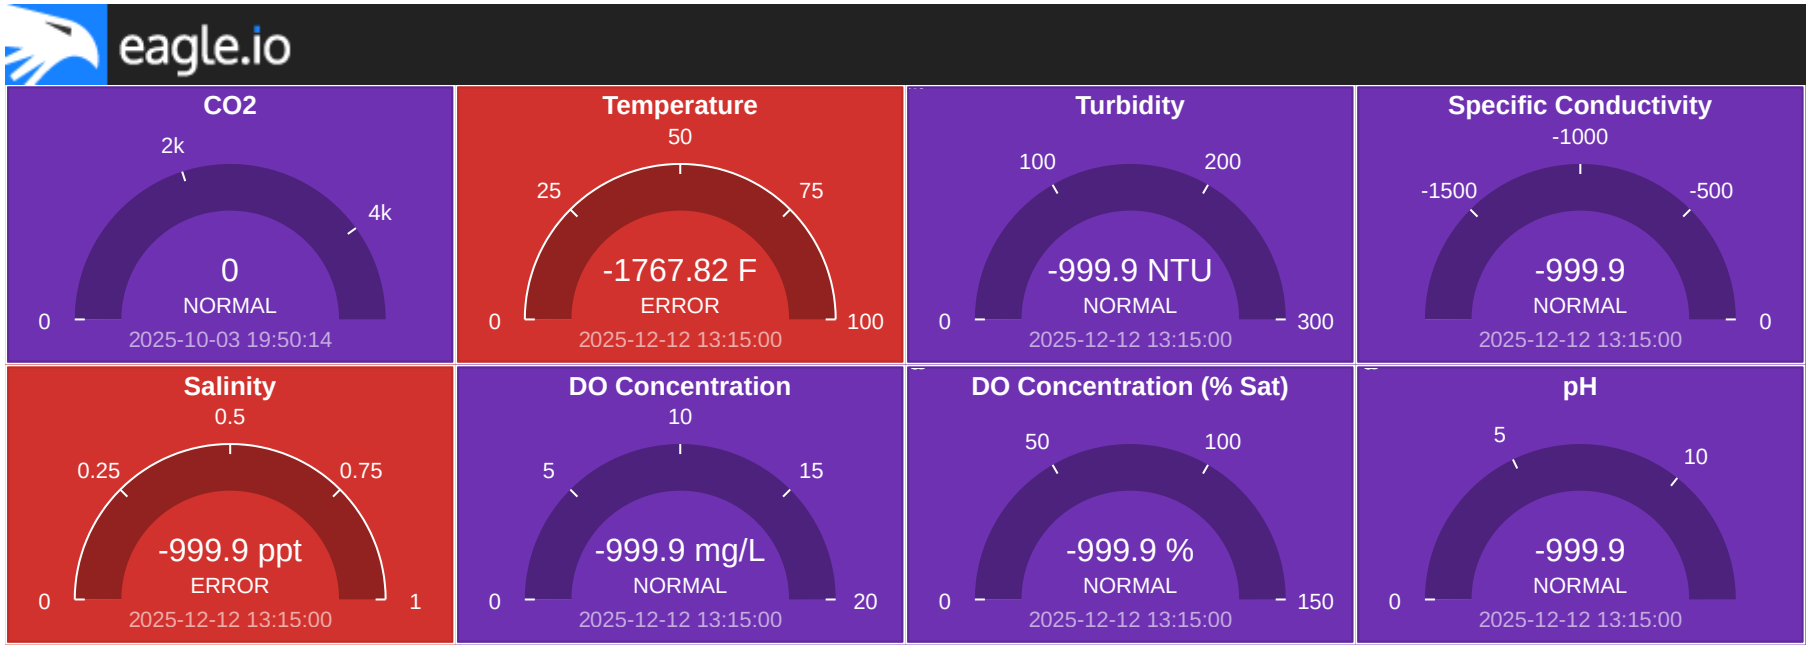 eagle.io
CO2
2k
4k
0
0
NORMAL
2025-10-03 19:50:14
Temperature
50
25
75
-1767.82 F
ERROR
0
100
2025-12-12 13:15:00
Turbidity
100
200
-999.9 NTU
NORMAL
0
300
2025-12-12 13:15:00
Specific Conductivity
-1000
-1500
-500
-999.9
NORMAL
0
2025-12-12 13:15:00
Salinity
0.5
0.25
0.75
-999.9 ppt
ERROR
0
1
2025-12-12 13:15:00
DO Concentration
10
5
15
-999.9 mg/L
NORMAL
0
20
2025-12-12 13:15:00
DO Concentration (% Sat)
50
100
-999.9 %
NORMAL
0
150
2025-12-12 13:15:00
pH
5
10
-999.9
NORMAL
0
2025-12-12 13:15:00